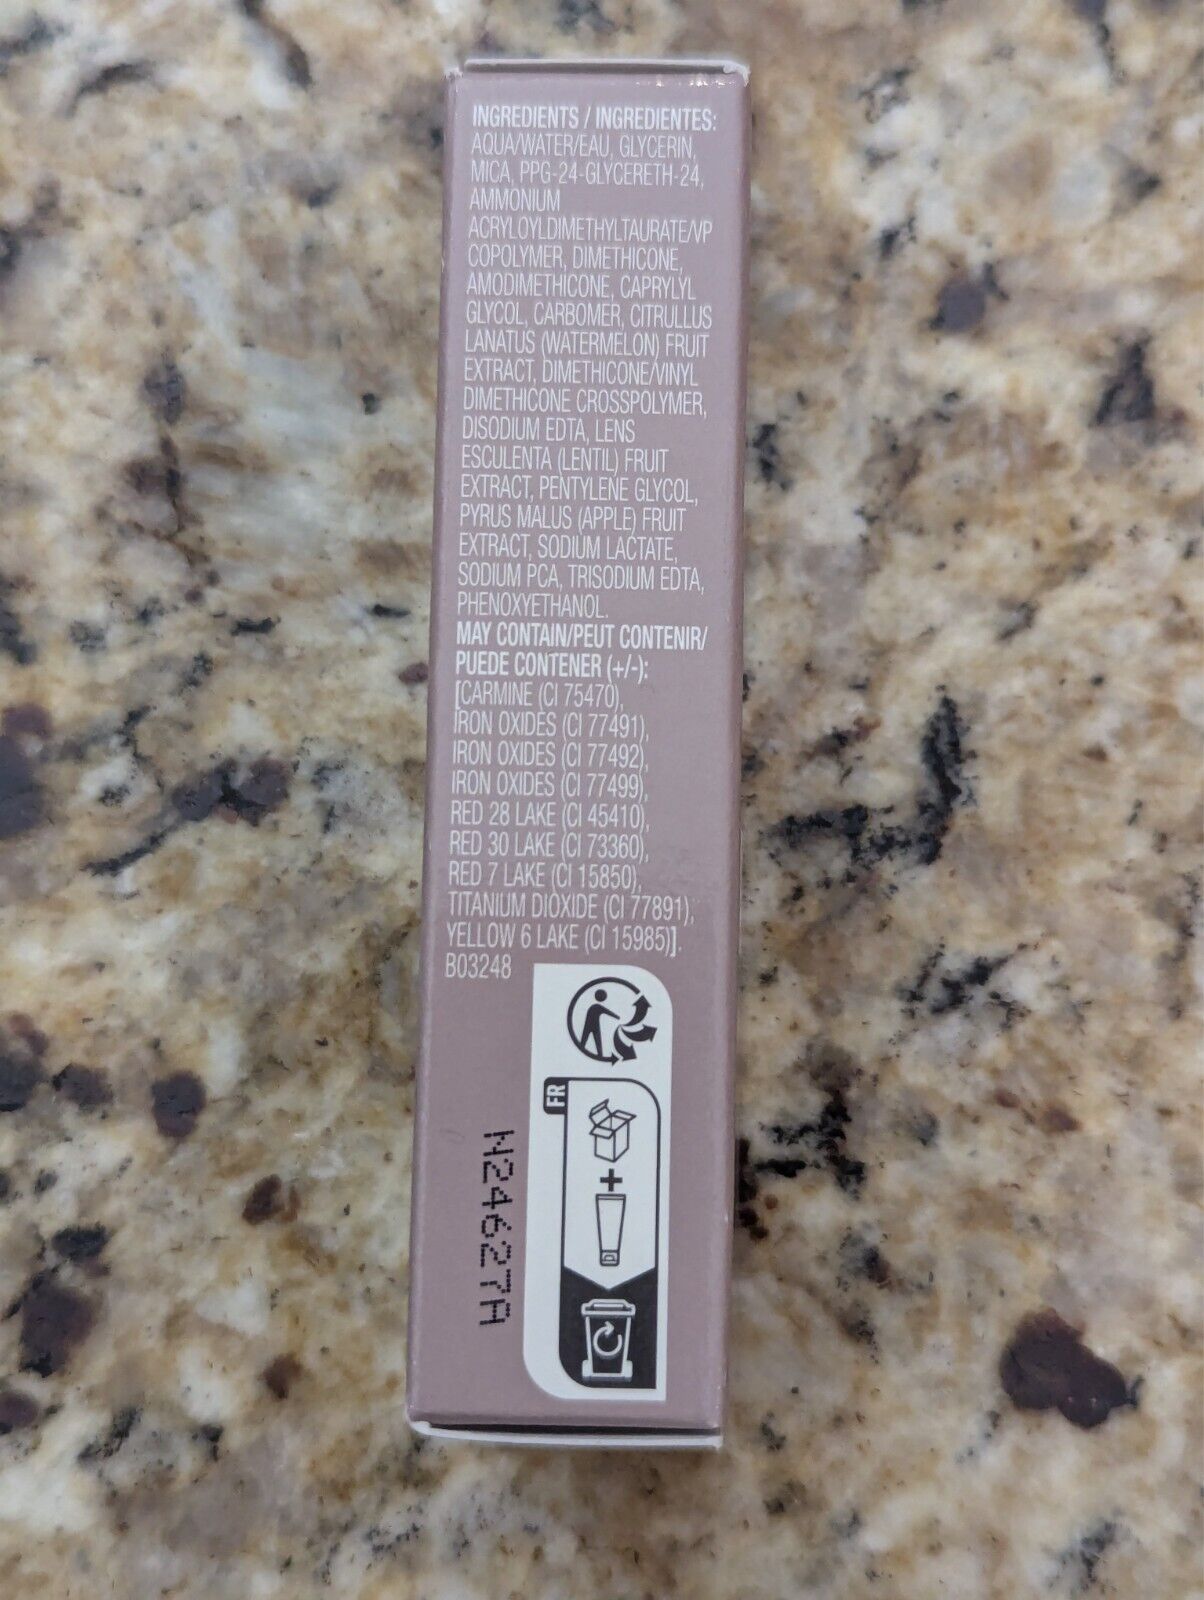 INGREDIENTS / INGREDIENTES:
AQUA/WATER/EAU, GLYCERIN,
MICA, PPG-24-GLYCERETH-24,
AMMONIUM
ACRYLOYLDIMETHYLTAURATE/VP
COPOLYMER, DIMETHICONE,
AMODIMETHICONE, CAPRYLYL
GLYCOL, CARBOMER, CITRULLUS
LANATUS (WATERMELON) FRUIT
EXTRACT, DIMETHICONE/VINYL
DIMETHICONE CROSSPOLYMER,
DISODIUM EDTA, LENS
ESCULENTA (LENTIL) FRUIT
EXTRACT, PENTYLENE GLYCOL,
PYRUS MALUS (APPLE) FRUIT
EXTRACT, SODIUM LACTATE,
SODIUM PCA, TRISODIUM EDTA,
PHENOXYETHANOL.
MAY CONTAIN/PEUT CONTENIR/
PUEDE CONTENER (+/-):
[CARMINE (CI 75470),
IRON OXIDES (CI 77491),
IRON OXIDES (CI 77492),
IRON OXIDES (CI 77499),
RED 28 LAKE (CI 45410),
RED 30 LAKE (CI 73360),
RED 7 LAKE (CI 15850),
TITANIUM DIOXIDE (CI 77891),
YELLOW 6 LAKE (CI 15985)].
B03248
FR
+
N24627A